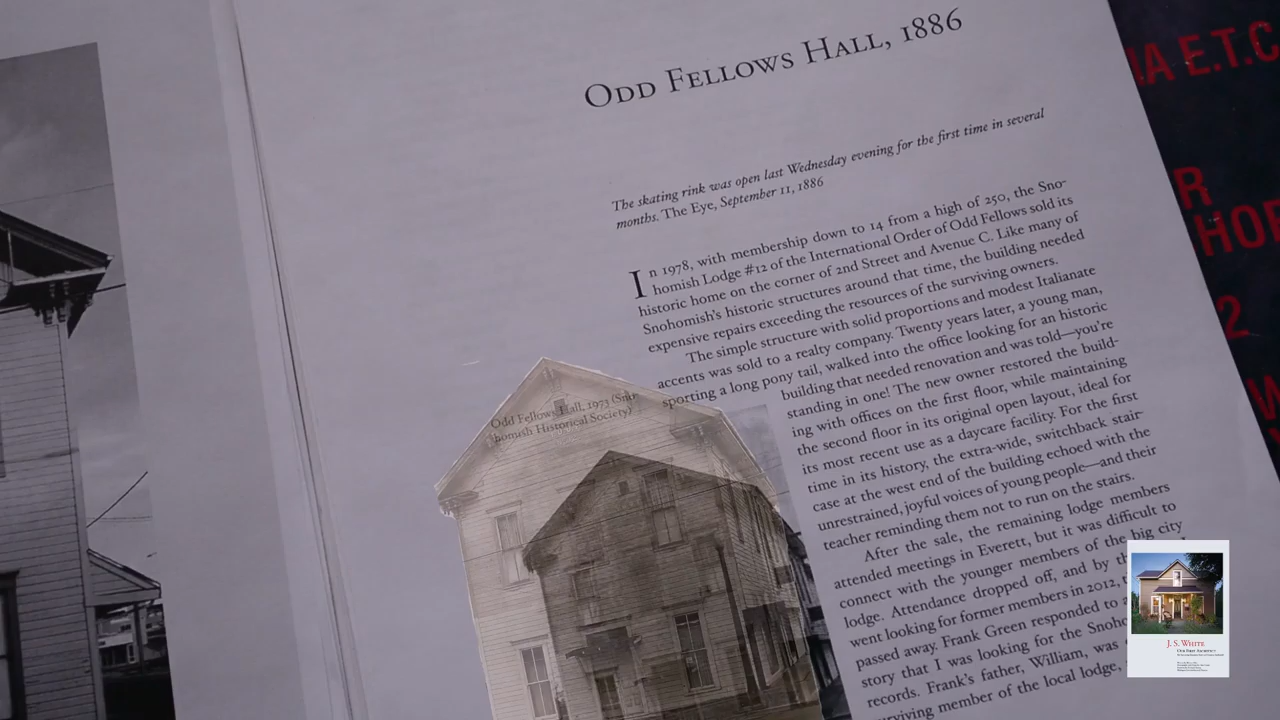 ODD FELLOWS HALL, 1886
The skating rink was open last Wednesday evening for the first time in several
months. The Eye, September 11, 1886
In 1978, with membership down to 14 from a high of 250, the Sno-
homish Lodge #12 of the International Order of Odd Fellows sold its
historic home on the corner of 2nd Street and Avenue C. Like many of
Snohomish's historic structures around that time, the building needed
expensive repairs exceeding the resources of the surviving owners.
The simple structure with solid proportions and modest Italianate
accents was sold to a realty company. Twenty years later, a young man,
sporting a long pony tail, walked into the office looking for an historic
building that needed renovation and was told—you're
standing in one! The new owner restored the build-
ing with offices on the first floor, while maintaining
the second floor in its original open layout, ideal for
its most recent use as a daycare facility. For the first
time in its history, the extra-wide, switchback stair-
case at the west end of the building echoed with the
unrestrained, joyful voices of young people—and their
teacher reminding them not to run on the stairs.
After the sale, the remaining lodge members
attended meetings in Everett, but it was difficult to
connect with the younger members of the big city
lodge. Attendance dropped off, and by the
went looking for former members in 2012,
passed away. Frank Green responded to a
story that I was looking for the Snoho
records. Frank's father, William, was
surviving member of the local lodge,
Odd Fellows Hall, 1973 (Sno-
homish Historical Society)
IA E.T.C
R
HOP
2
W
J. S. WHITE
OUR FIRST ARCHITECT